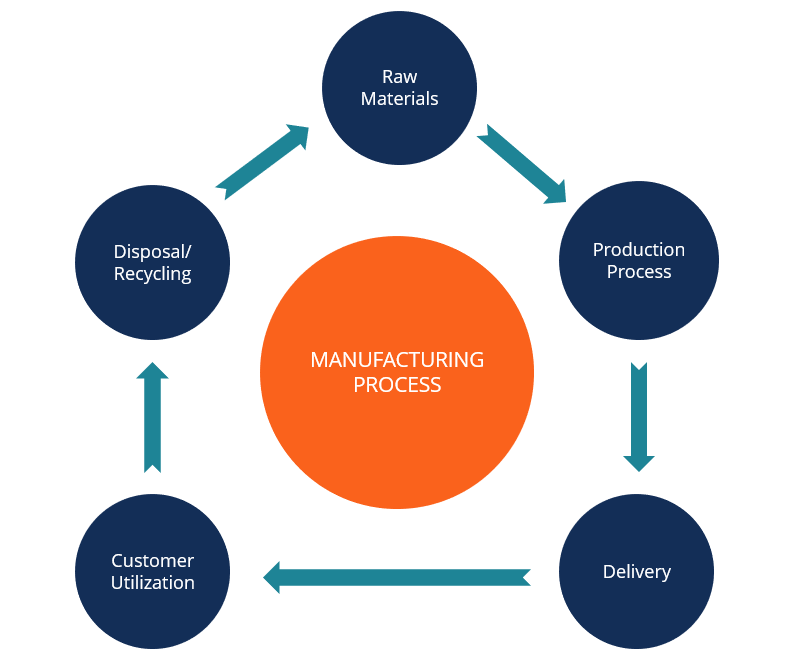 Raw
Materials
Production
Process
Delivery
Customer
Utilization
Disposal/
Recycling
MANUFACTURING
PROCESS